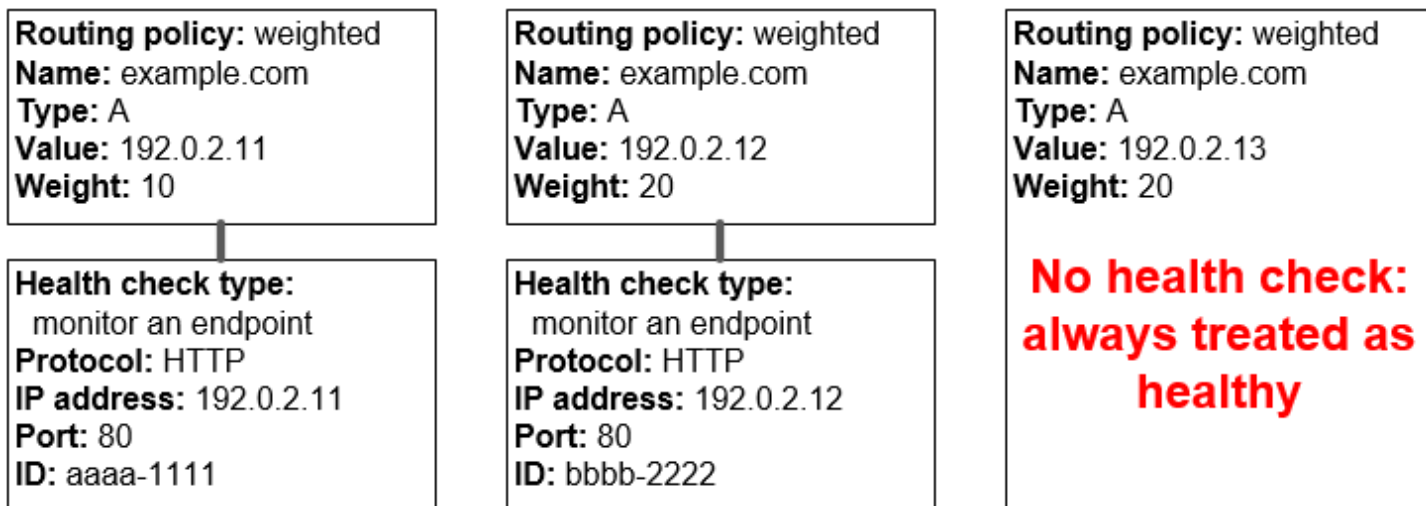 Routing policy: weighted
Name: example.com
Type: A
Value: 192.0.2.11
Weight: 10
Health check type:
monitor an endpoint
Protocol: HTTP
IP address: 192.0.2.11
Port: 80
ID: aaaa-1111
Routing policy: weighted
Name: example.com
Type: A
Value: 192.0.2.12
Weight: 20
Health check type:
monitor an endpoint
Protocol: HTTP
IP address: 192.0.2.12
Port: 80
ID: bbbb-2222
Routing policy: weighted
Name: example.com
Type: A
Value: 192.0.2.13
Weight: 20
No health check:
always treated as
healthy